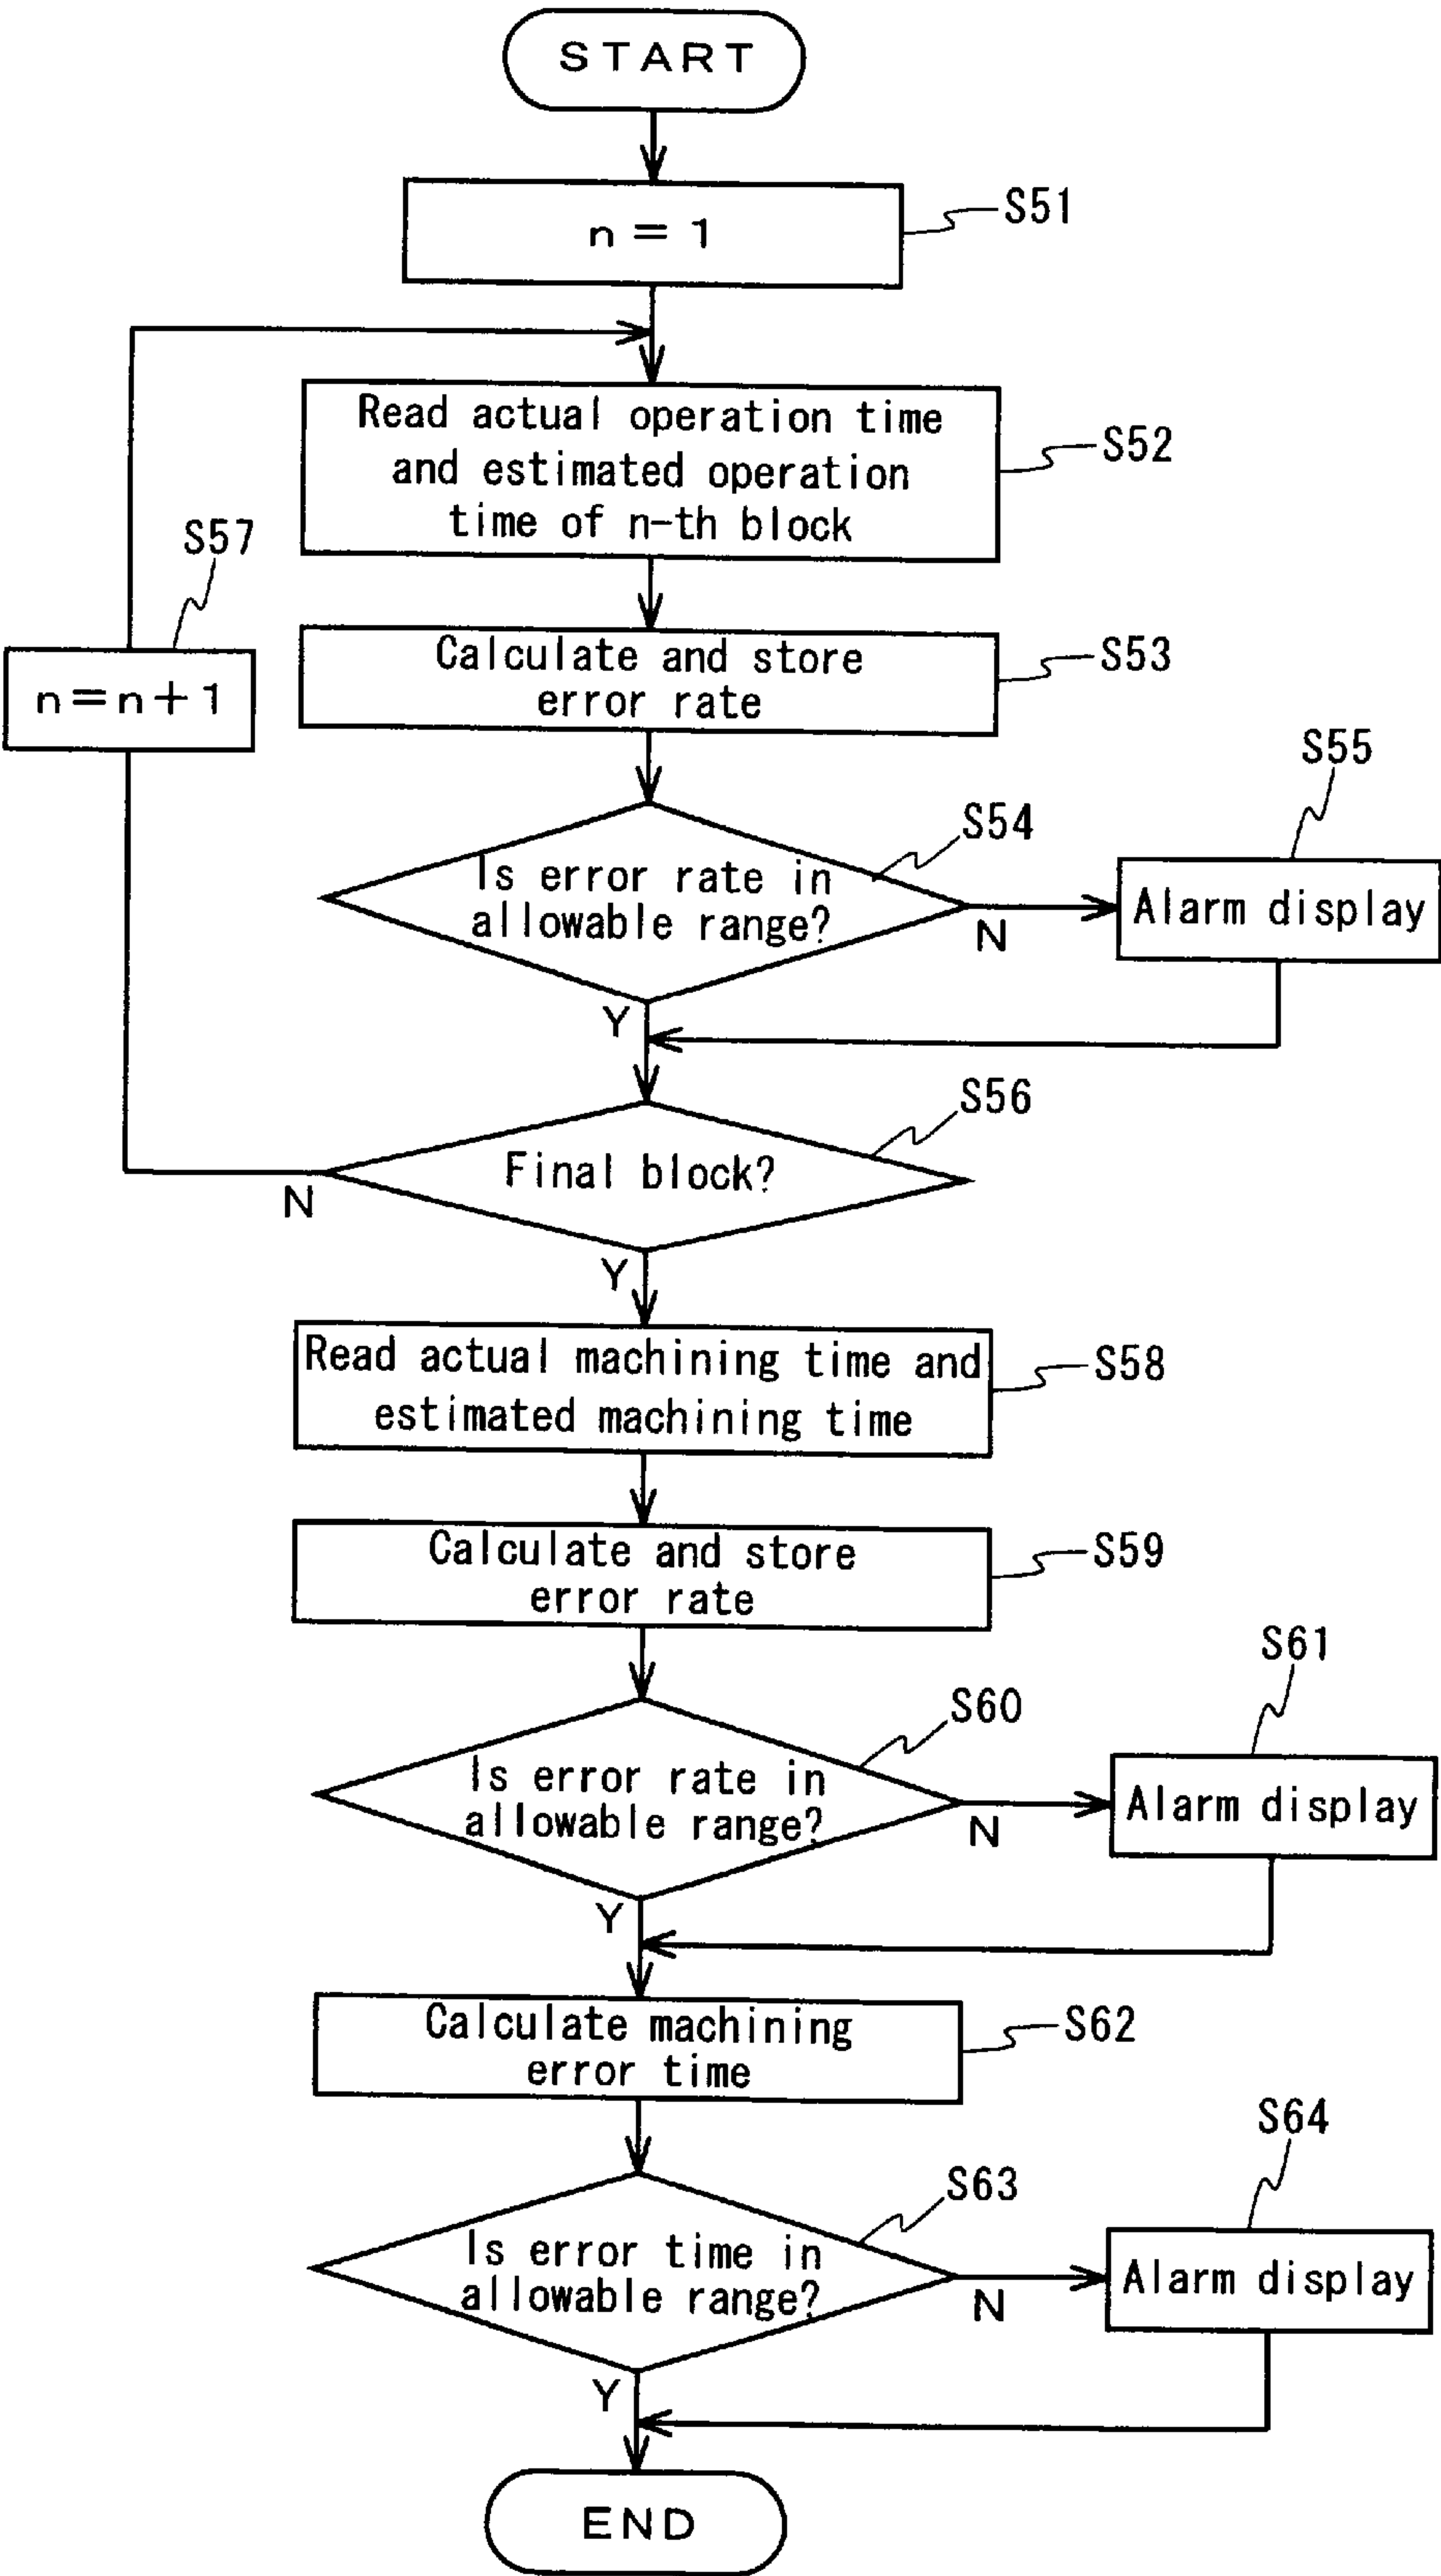 START
n = 1
S51
Read actual operation time
and estimated operation
time of n-th block
S52
S57
n = n + 1
Calculate and store
error rate
S53
S54
Is error rate in
allowable range?
N
Y
S55
Alarm display
S56
Final block?
N
Y
Read actual machining time and
estimated machining time
S58
Calculate and store
error rate
S59
S60
Is error rate in
allowable range?
N
Y
S61
Alarm display
Calculate machining
error time
S62
S63
Is error time in
allowable range?
N
Y
S64
Alarm display
END